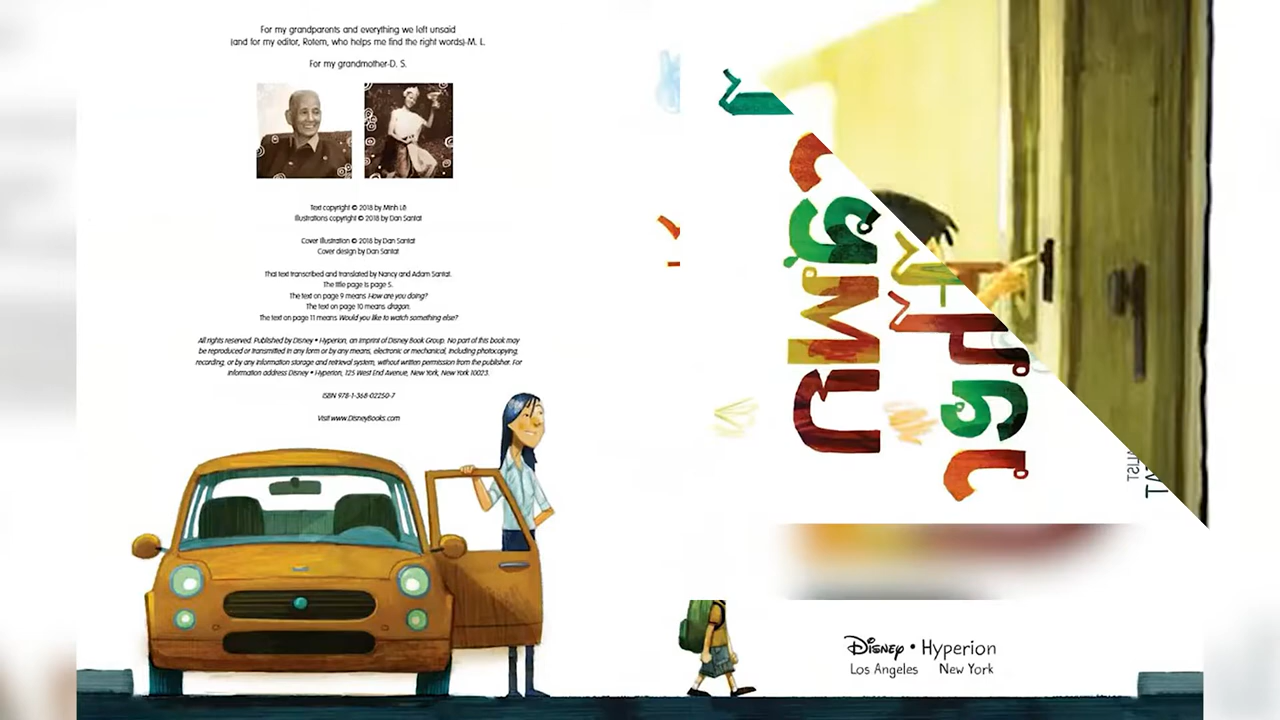 For my grandparents and everything we left unsaid
(and for my editor, Rotem, who helps me find the right words)-M. L.
For my grandmother-D. S.
Text copyright © 2018 by Minh Lê
Illustrations copyright © 2018 by Dan Santat
Cover illustration © 2018 by Dan Santat
Cover design by Dan Santat
Thai text transcribed and translated by Nancy and Adam Santat.
The title page is page 5.
The text on page 9 means How are you doing?
The text on page 10 means dragon.
The text on page 11 means Would you like to watch something else?
All rights reserved. Published by Disney • Hyperion, an imprint of Disney Book Group. No part of this book may
be reproduced or transmitted in any form or by any means, electronic or mechanical, including photocopying,
recording, or by any information storage and retrieval system, without written permission from the publisher. For
information address Disney • Hyperion, 125 West End Avenue, New York, New York 10023.
ISBN 978-1-368-02250-7
Visit www.DisneyBooks.com
Disney • Hyperion
Los Angeles New York